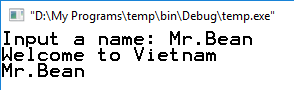 "D:\My Programs\temp\bin\Debug\temp.exe"
Input a name: Mr.Bean
Welcome to Vietnam
Mr.Bean